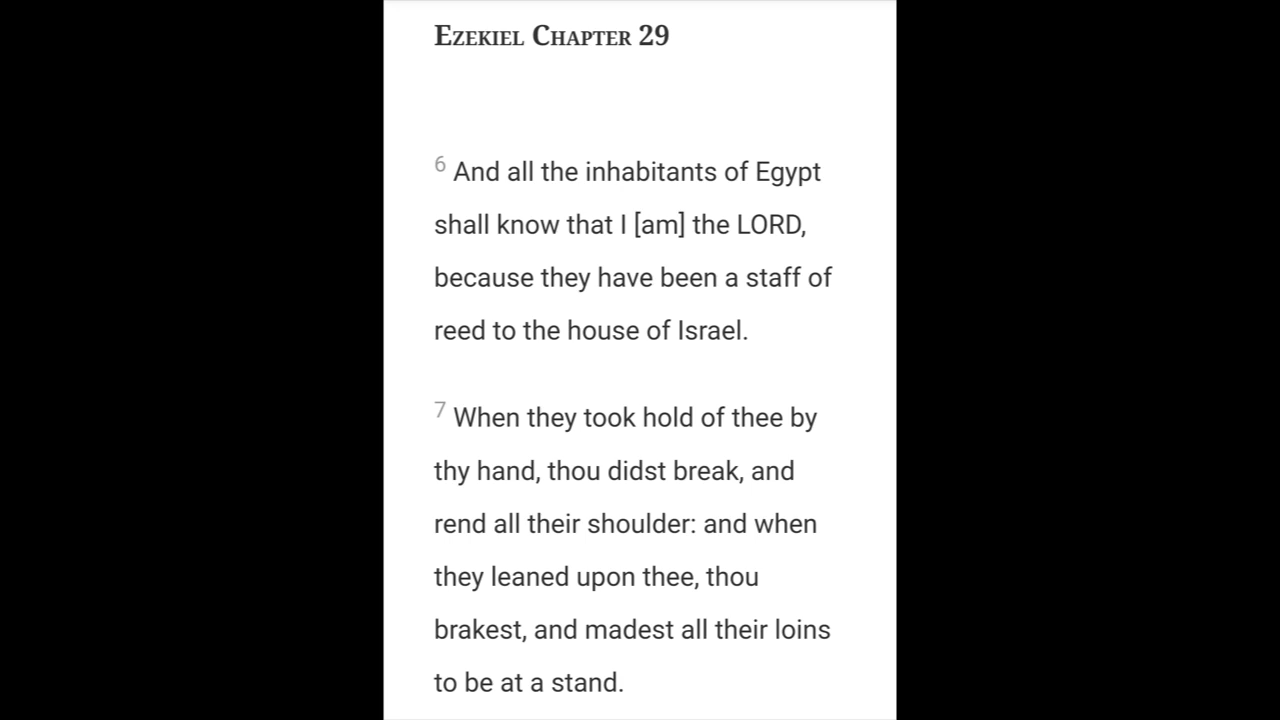 Ezekiel Chapter 29
6 And all the inhabitants of Egypt
shall know that I [am] the LORD,
because they have been a staff of
reed to the house of Israel.
7 When they took hold of thee by
thy hand, thou didst break, and
rend all their shoulder: and when
they leaned upon thee, thou
brakest, and madest all their loins
to be at a stand.